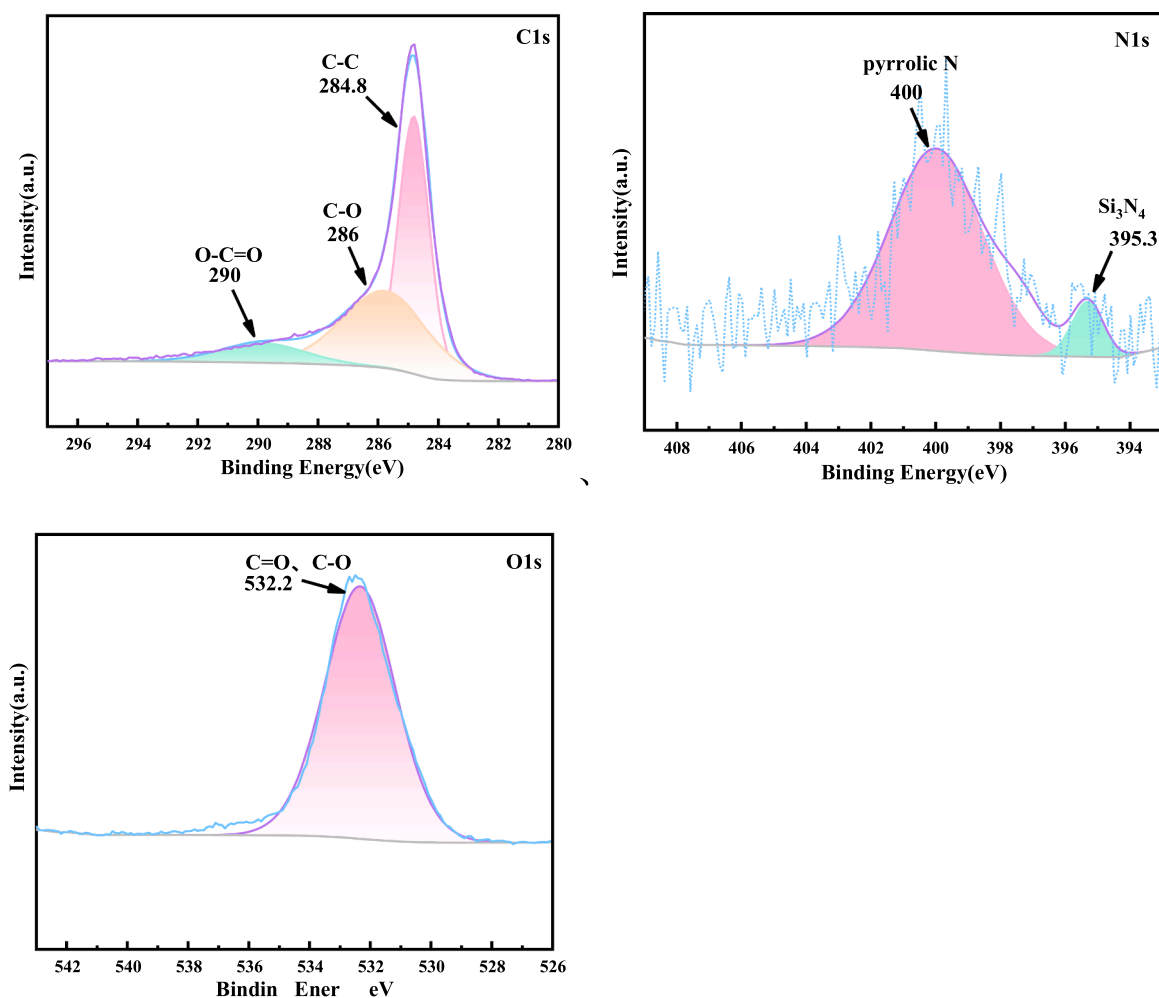 C1s
C-C
284.8
C-O
286
O-C=O
290
Intensity(a.u.)
296 294 292 290 288 286 284 282 280
Binding Energy(eV)
、
N1s
pyrrolic N
400
Si₃N₄
395.3
Intensity(a.u.)
408 406 404 402 400 398 396 394
Binding Energy(eV)
O1s
C=O、C-O
532.2
Intensity(a.u.)
542 540 538 536 534 532 530 528 526
Bindin Ener eV